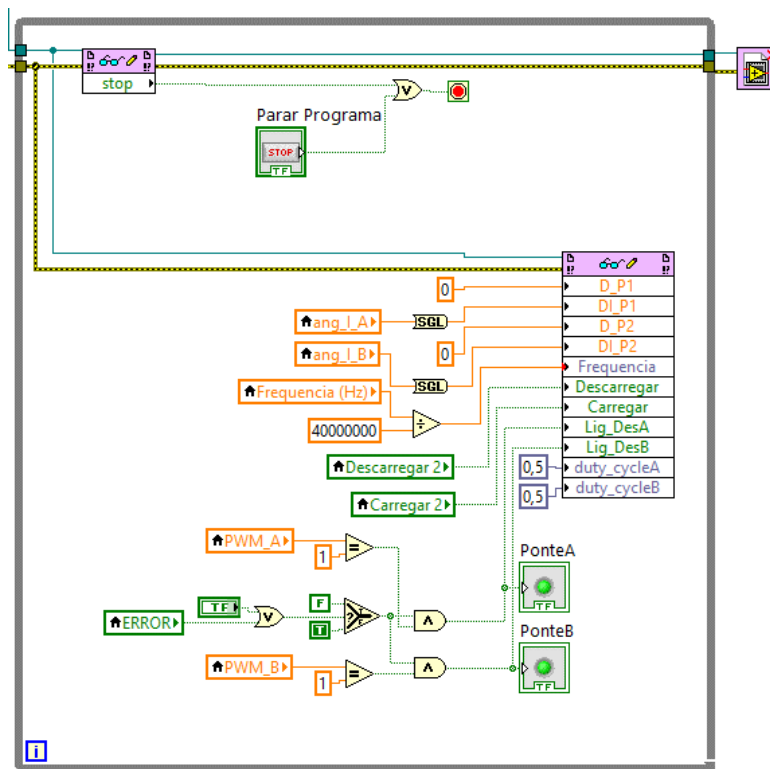 stop
V
Parar Programa
STOP
TF
0
D_P1
ang_I_A
SGL
DI_P1
D_P2
ang_I_B
0
SGL
DI_P2
Frequencia
Frequencia (Hz)
÷
40000000
Descarregar
Carregar
Lig_DesA
Lig_DesB
Descarregar 2
0,5
duty_cycleA
Carregar 2
0,5
duty_cycleB
PWM_A
=
1
PonteA
TF
TF
V
F
?
T
F
T
ERROR
Λ
PonteB
TF
PWM_B
=
1
Λ
i